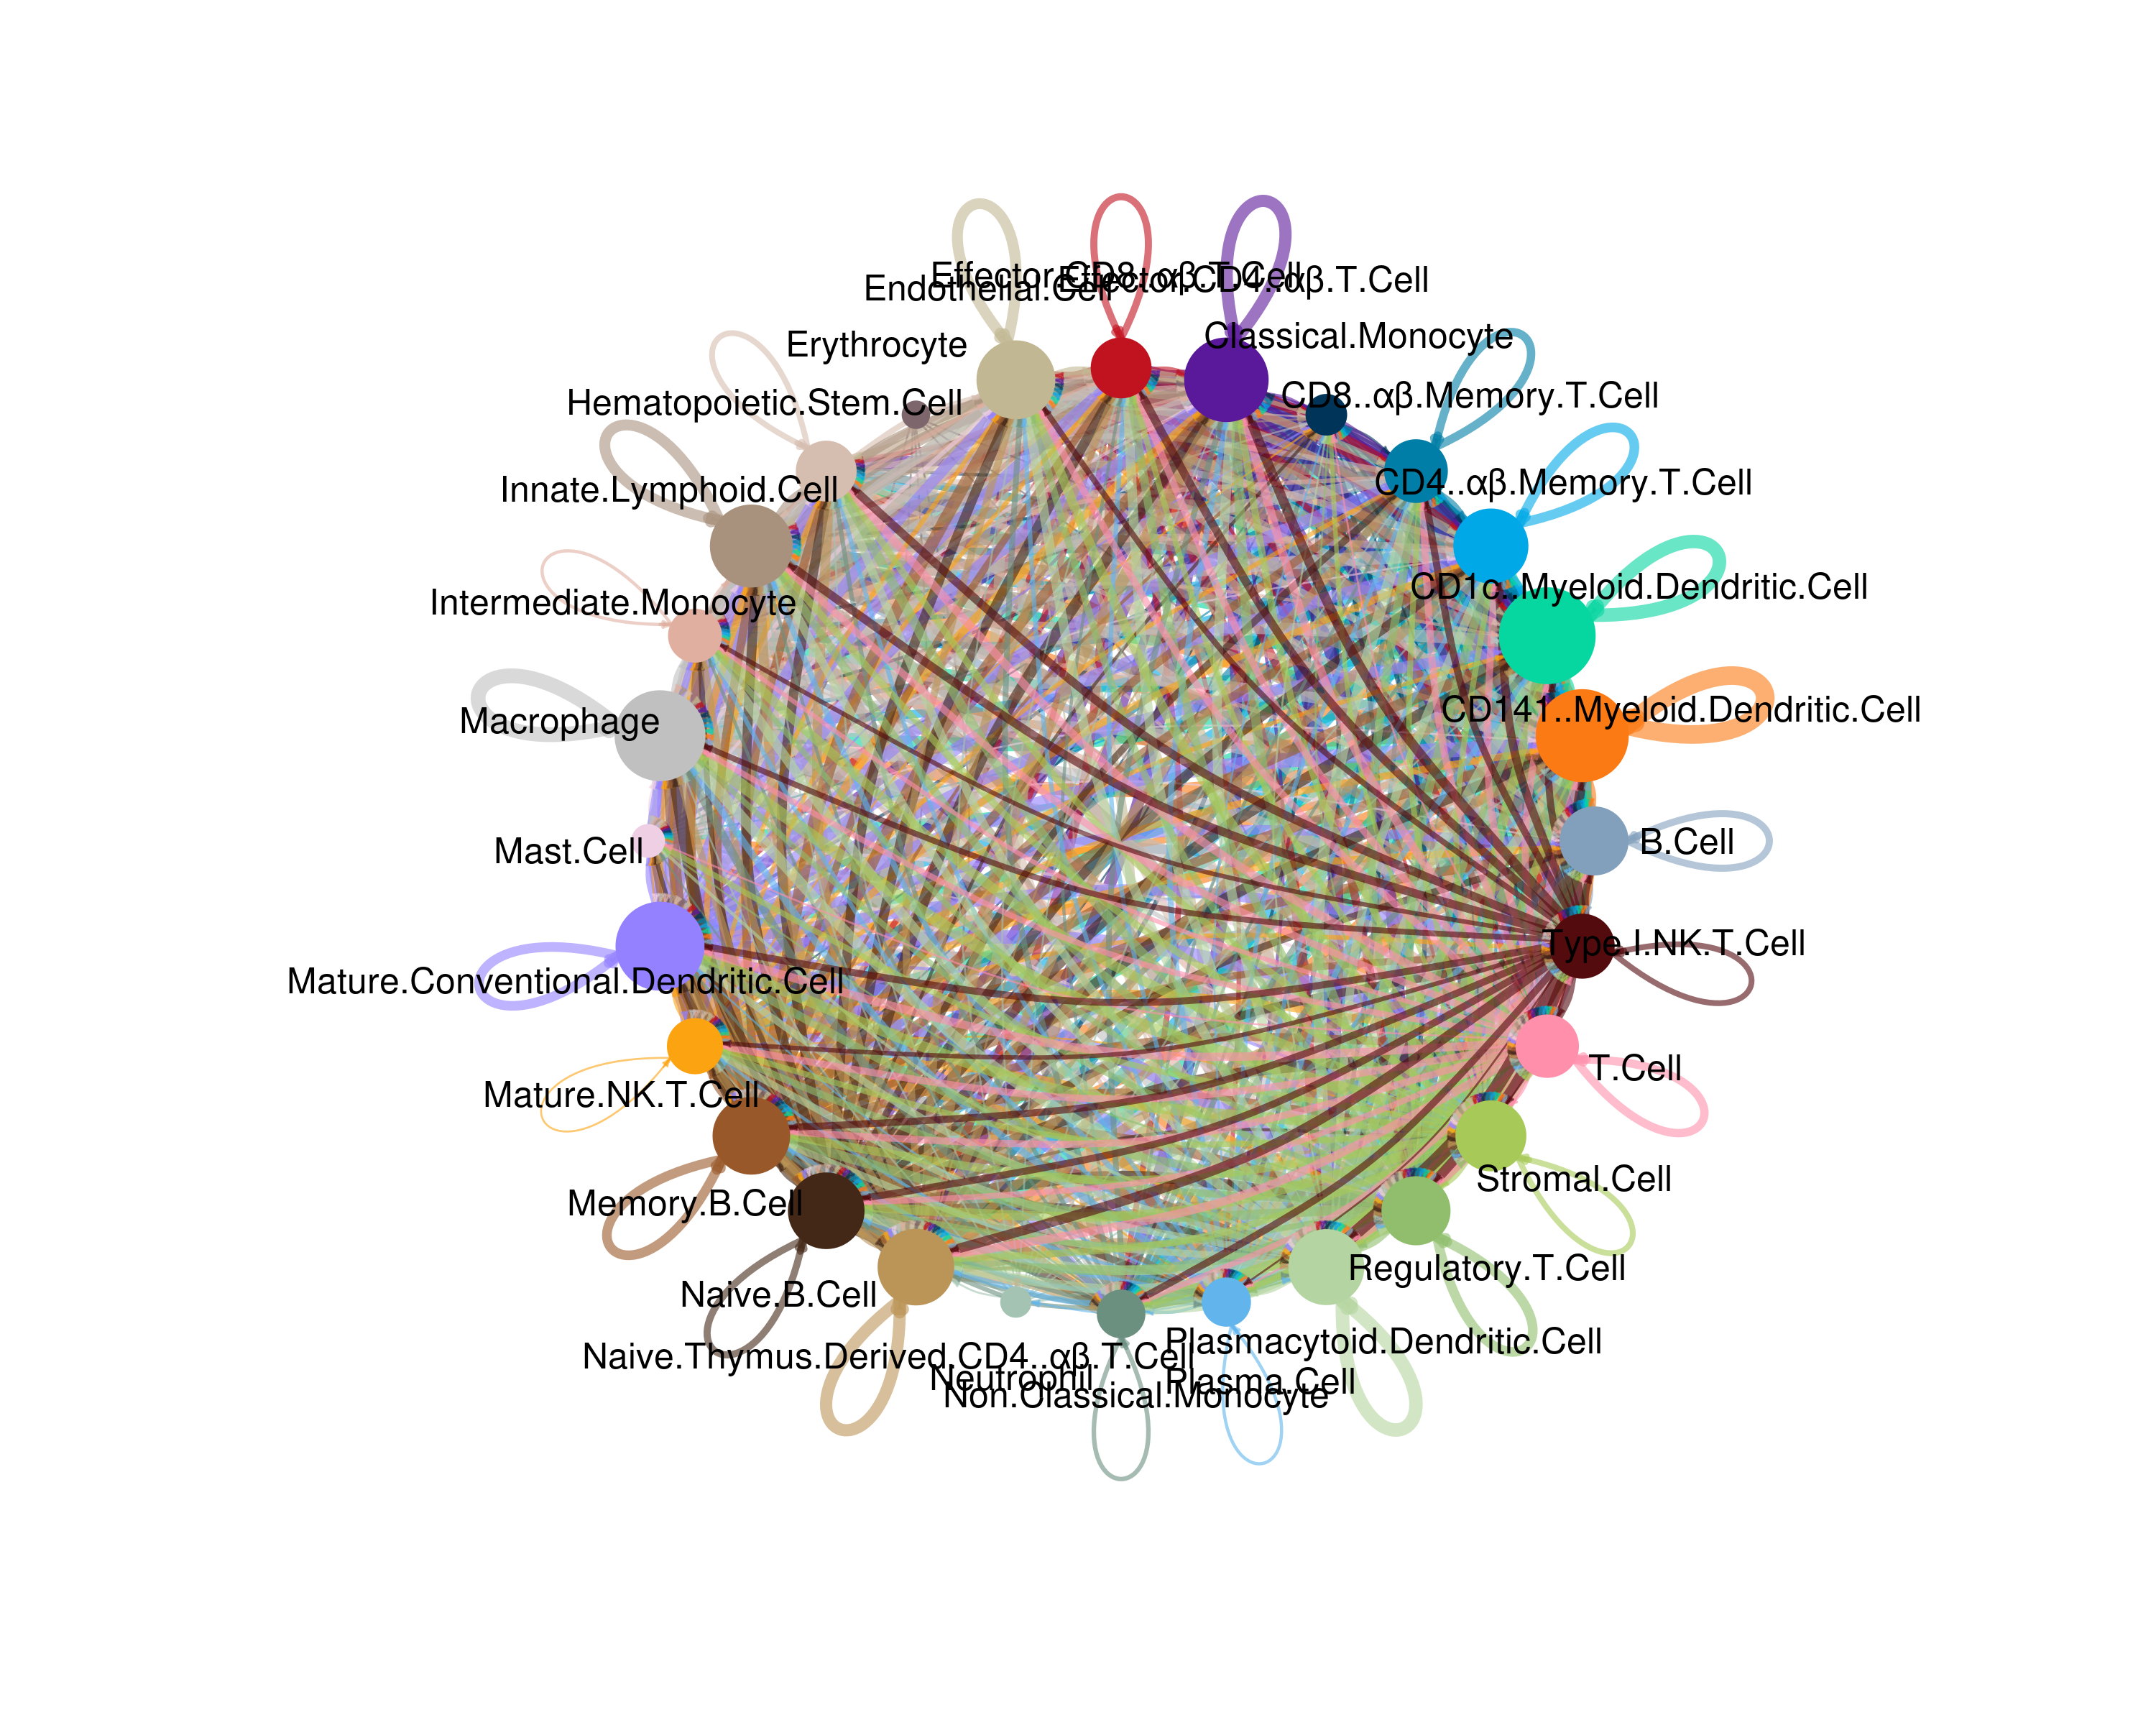 Effector.CD8..αβ.T.Cell
Effector.CD4..αβ.T.Cell
Endothelial.Cell
Classical.Monocyte
Erythrocyte
CD8..αβ.Memory.T.Cell
Hematopoietic.Stem.Cell
CD4..αβ.Memory.T.Cell
Innate.Lymphoid.Cell
CD1c..Myeloid.Dendritic.Cell
Intermediate.Monocyte
CD141..Myeloid.Dendritic.Cell
Macrophage
B.Cell
Mast.Cell
Type.I.NK.T.Cell
Mature.Conventional.Dendritic.Cell
T.Cell
Mature.NK.T.Cell
Stromal.Cell
Memory.B.Cell
Regulatory.T.Cell
Naive.B.Cell
Plasmacytoid.Dendritic.Cell
Naive.Thymus.Derived.CD4..αβ.T.Cell
Neutrophil
Plasma.Cell
Non.Classical.Monocyte